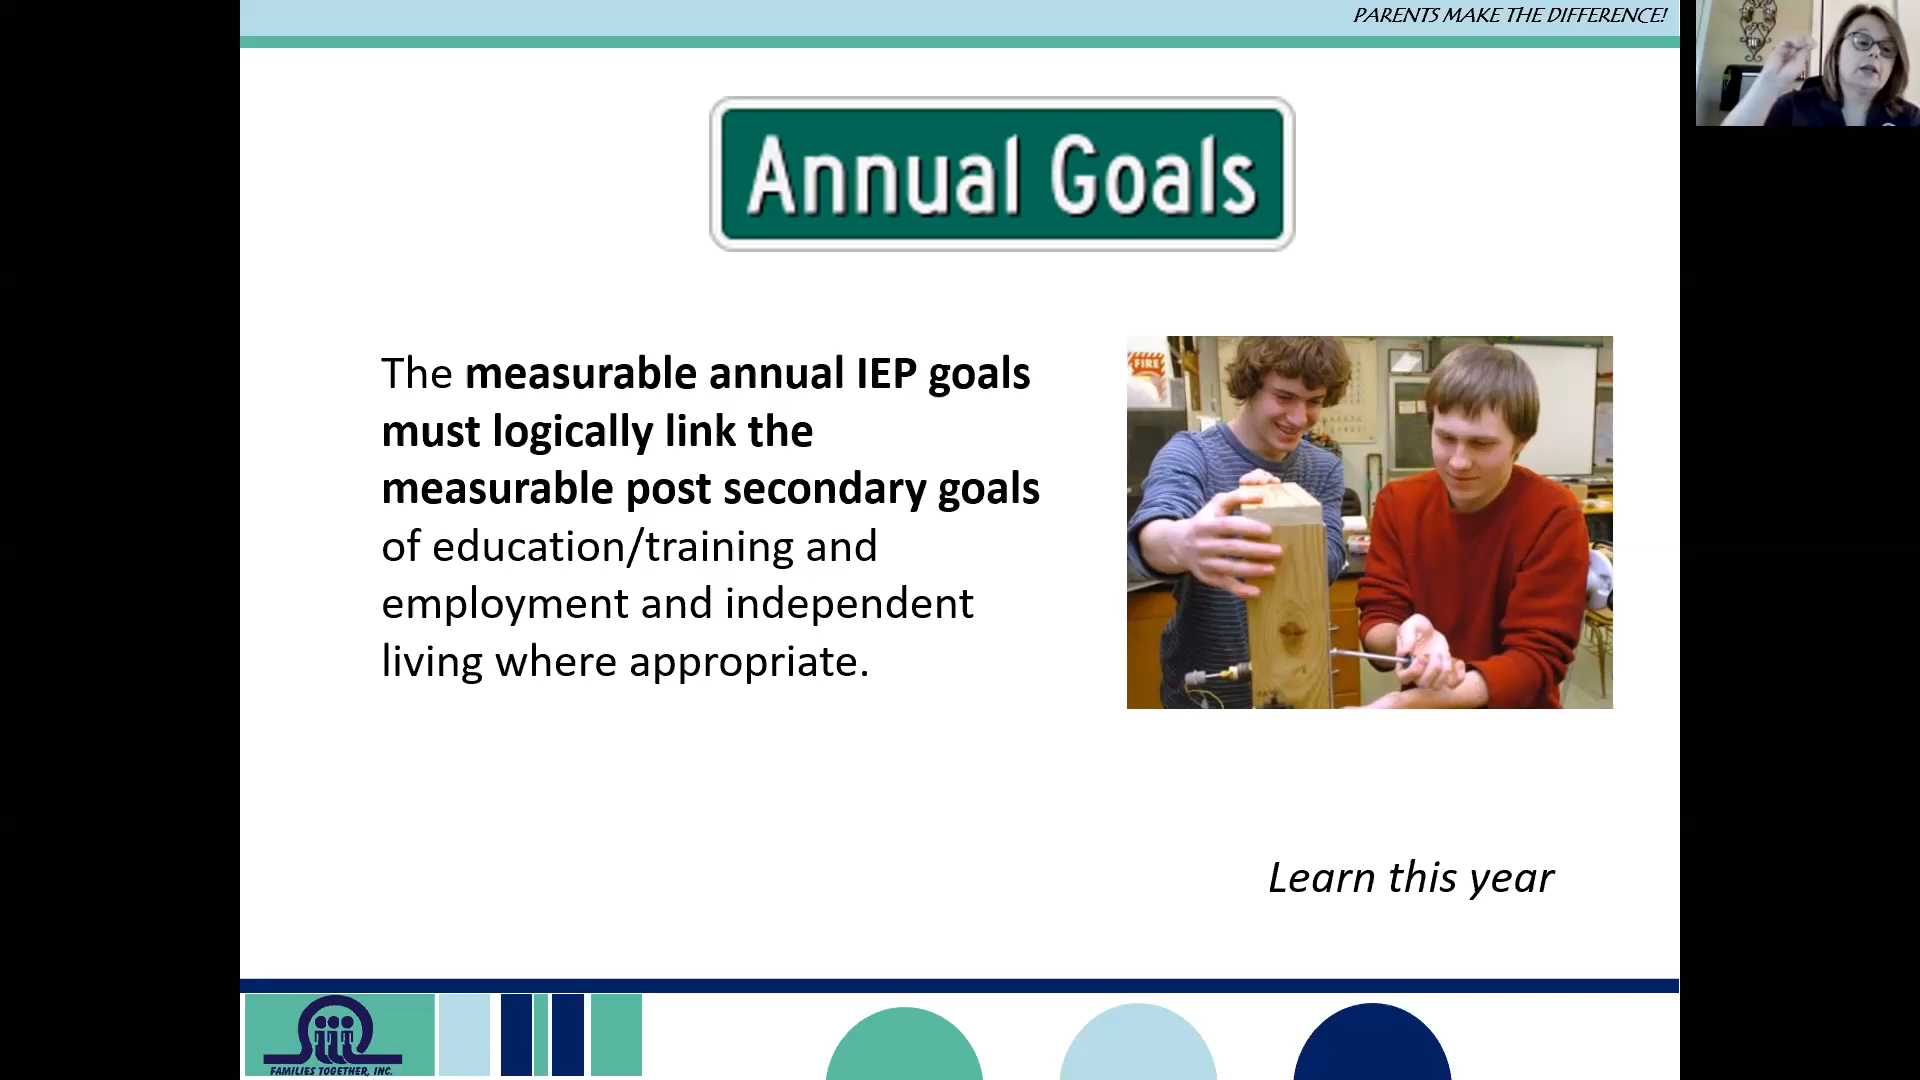 PARENTS MAKE THE DIFFERENCE!
Annual Goals
The measurable annual IEP goals
must logically link the
measurable post secondary goals
of education/training and
employment and independent
living where appropriate.
FIRE
Learn this year
FAMILIES TOGETHER, INC.